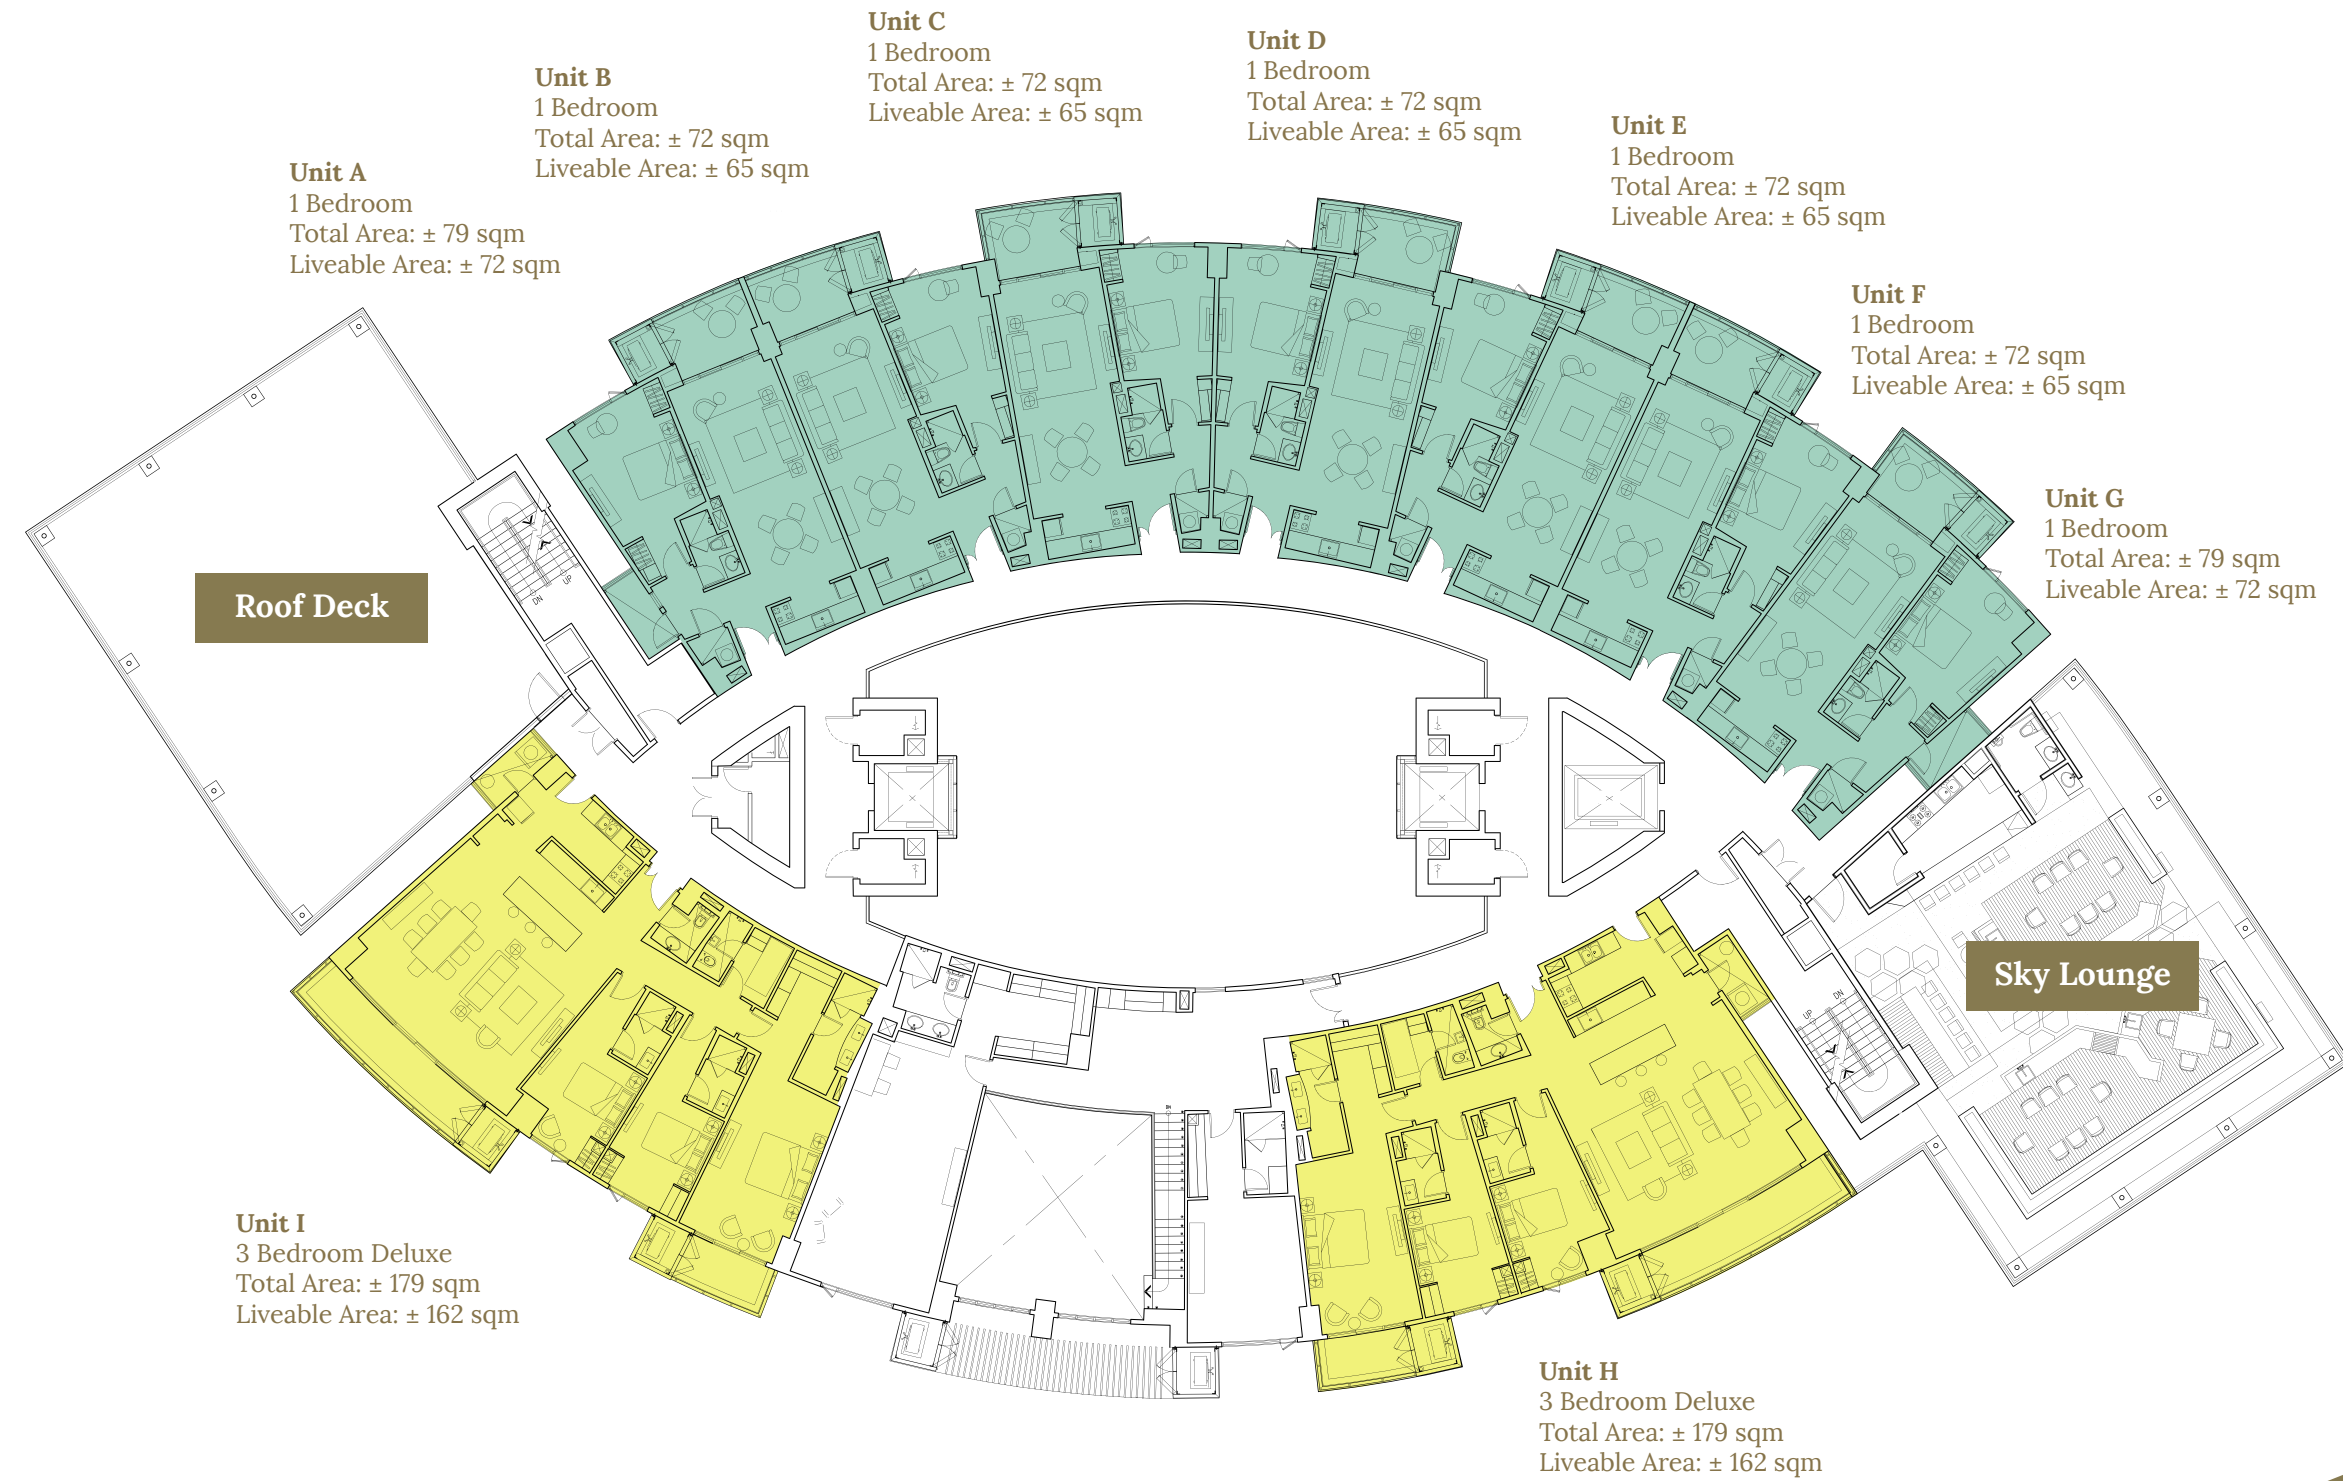 Unit C
1 Bedroom
Total Area: ± 72 sqm
Liveable Area: ± 65 sqm
Unit D
1 Bedroom
Total Area: ± 72 sqm
Liveable Area: ± 65 sqm
Unit B
1 Bedroom
Total Area: ± 72 sqm
Liveable Area: ± 65 sqm
Unit E
1 Bedroom
Total Area: ± 72 sqm
Liveable Area: ± 65 sqm
Unit A
1 Bedroom
Total Area: ± 79 sqm
Liveable Area: ± 72 sqm
Unit F
1 Bedroom
Total Area: ± 72 sqm
Liveable Area: ± 65 sqm
Unit G
1 Bedroom
Total Area: ± 79 sqm
Liveable Area: ± 72 sqm
UP
DN
Roof Deck
Sky Lounge
DN
UP
Unit I
3 Bedroom Deluxe
Total Area: ± 179 sqm
Liveable Area: ± 162 sqm
Unit H
3 Bedroom Deluxe
Total Area: ± 179 sqm
Liveable Area: ± 162 sqm